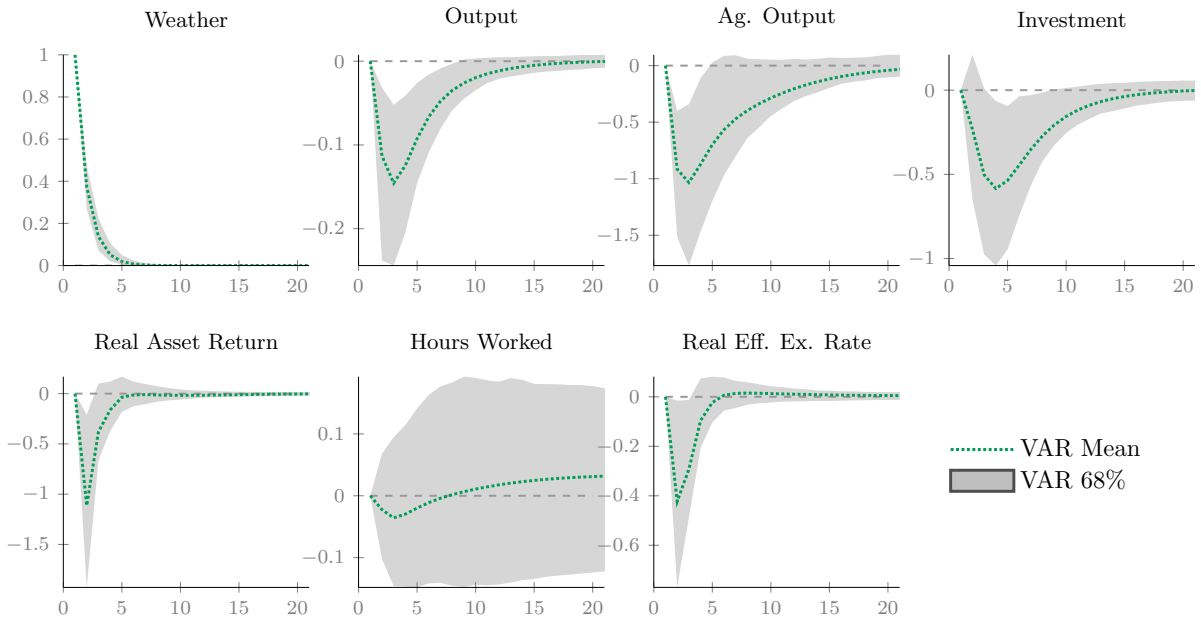 Weather
Output
Ag. Output
Investment
1
0.8
0.6
0.4
0.2
0
0
−0.1
−0.2
0
−0.5
−1
−1.5
0
−0.5
−1
0 5 10 15 20
0 5 10 15 20
0 5 10 15 20
0 5 10 15 20
Real Asset Return
Hours Worked
Real Eff. Ex. Rate
0
−0.5
−1
−1.5
0.1
0
−0.1
0
−0.2
−0.4
−0.6
0 5 10 15 20
0 5 10 15 20
0 5 10 15 20
VAR Mean
VAR 68%